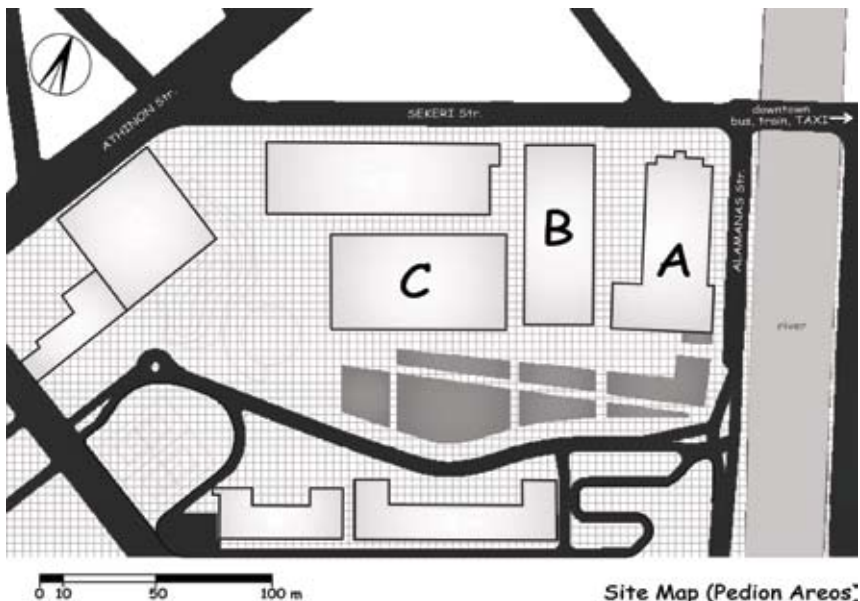 ATHINON Str.
SEKERI Str.
downtown
bus, train, TAXI
ALAMANAS Str.
B
A
C
river
0 10 50 100 m
Site Map (Pedion Areos)